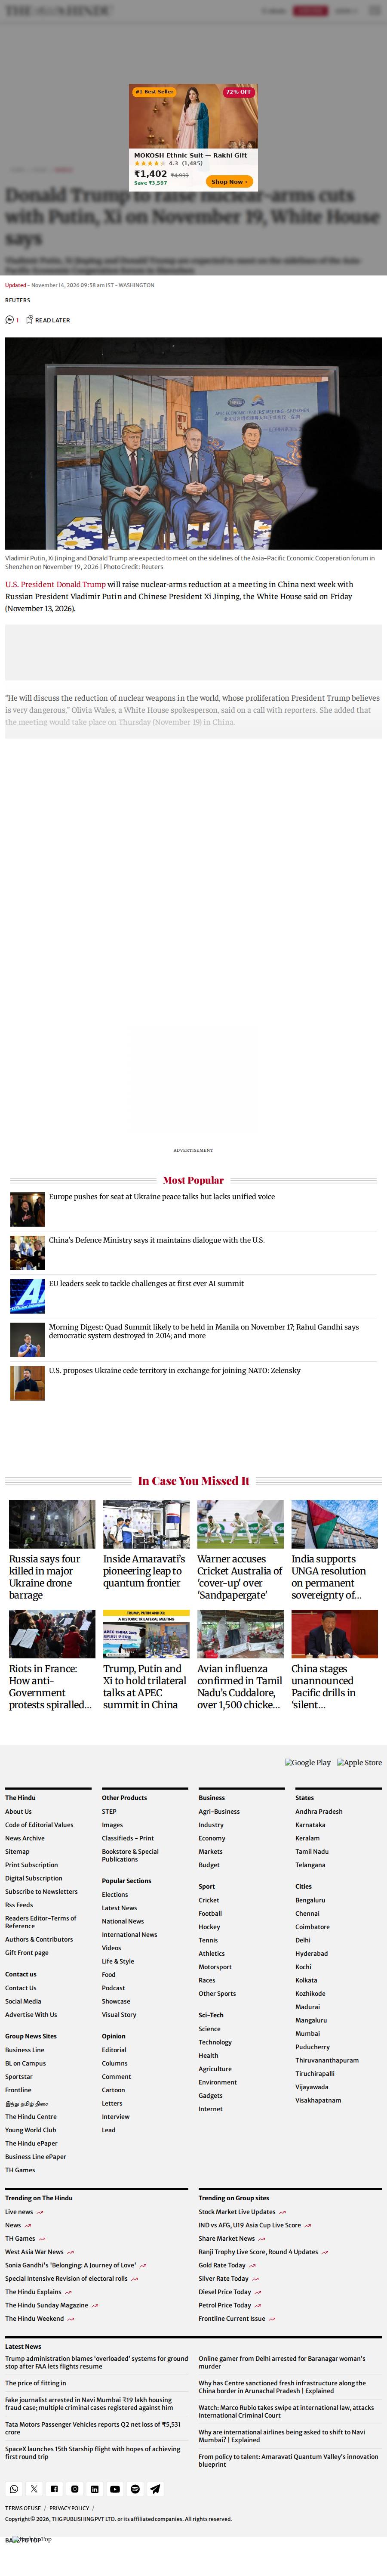 #1 Best Seller
72% OFF
MOKOSH Ethnic Suit — Rakhi Gift
4.3 (1,485)
₹1,402 ₹4,999
Save ₹3,597
Shop Now ›
Donald Trump to raise nuclear-arms cuts
with Putin, Xi on November 19, White House
says
Updated - November 14, 2026 09:58 am IST - WASHINGTON
REUTERS
1 READ LATER
Vladimir Putin, Xi Jinping and Donald Trump are expected to meet on the sidelines of the Asia-Pacific Economic Cooperation forum in
Shenzhen on November 19, 2026 | Photo Credit: Reuters
U.S. President Donald Trump will raise nuclear-arms reduction at a meeting in China next week with
Russian President Vladimir Putin and Chinese President Xi Jinping, the White House said on Friday
(November 13, 2026).
“He will discuss the reduction of nuclear weapons in the world, whose proliferation President Trump believes
is very dangerous,” Olivia Wales, a White House spokesperson, said on a call with reporters. She added that
the meeting would take place on Thursday (November 19) in China.
ADVERTISEMENT
Most Popular
Europe pushes for seat at Ukraine peace talks but lacks unified voice
China's Defence Ministry says it maintains dialogue with the U.S.
EU leaders seek to tackle challenges at first ever AI summit
Morning Digest: Quad Summit likely to be held in Manila on November 17; Rahul Gandhi says
democratic system destroyed in 2014; and more
U.S. proposes Ukraine cede territory in exchange for joining NATO: Zelensky
In Case You Missed It
Russia says four
killed in major
Ukraine drone
barrage
Inside Amaravati’s
pioneering leap to
quantum frontier
Warner accuses
Cricket Australia of
'cover-up' over
'Sandpapergate'
India supports
UNGA resolution
on permanent
sovereignty of...
Riots in France:
How anti-
Government
protests spiralled...
Trump, Putin and
Xi to hold trilateral
talks at APEC
summit in China
Avian influenza
confirmed in Tamil
Nadu’s Cuddalore,
over 1,500 chicke...
China stages
unannounced
Pacific drills in
‘silent...
Google Play Apple Store
The Hindu
About Us
Code of Editorial Values
News Archive
Sitemap
Print Subscription
Digital Subscription
Subscribe to Newsletters
Rss Feeds
Readers Editor-Terms of
Reference
Authors & Contributors
Gift Front page
Contact us
Contact Us
Social Media
Advertise With Us
Group News Sites
Business Line
BL on Campus
Sportstar
Frontline
இந்து தமிழ் திசை
The Hindu Centre
Young World Club
The Hindu ePaper
Business Line ePaper
TH Games
Other Products
STEP
Images
Classifieds - Print
Bookstore & Special
Publications
Popular Sections
Elections
Latest News
National News
International News
Videos
Life & Style
Food
Podcast
Showcase
Visual Story
Opinion
Editorial
Columns
Comment
Cartoon
Letters
Interview
Lead
Business
Agri-Business
Industry
Economy
Markets
Budget
Sport
Cricket
Football
Hockey
Tennis
Athletics
Motorsport
Races
Other Sports
Sci-Tech
Science
Technology
Health
Agriculture
Environment
Gadgets
Internet
States
Andhra Pradesh
Karnataka
Keralam
Tamil Nadu
Telangana
Cities
Bengaluru
Chennai
Coimbatore
Delhi
Hyderabad
Kochi
Kolkata
Kozhikode
Madurai
Mangaluru
Mumbai
Puducherry
Thiruvananthapuram
Tiruchirapalli
Vijayawada
Visakhapatnam
Trending on The Hindu
Live news
News
TH Games
West Asia War News
Sonia Gandhi's 'Belonging: A Journey of Love'
Special Intensive Revision of electoral rolls
The Hindu Explains
The Hindu Sunday Magazine
The Hindu Weekend
Trending on Group sites
Stock Market Live Updates
IND vs AFG, U19 Asia Cup Live Score
Share Market News
Ranji Trophy Live Score, Round 4 Updates
Gold Rate Today
Silver Rate Today
Diesel Price Today
Petrol Price Today
Frontline Current Issue
Latest News
Trump administration blames ‘overloaded’ systems for ground
stop after FAA lets flights resume
The price of fitting in
Fake journalist arrested in Navi Mumbai ₹19 lakh housing
fraud case; multiple criminal cases registered against him
Tata Motors Passenger Vehicles reports Q2 net loss of ₹5,531
crore
SpaceX launches 15th Starship flight with hopes of achieving
first round trip
Online gamer from Delhi arrested for Baranagar woman’s
murder
Why has Centre sanctioned fresh infrastructure along the
China border in Arunachal Pradesh | Explained
Watch: Marco Rubio takes swipe at international law, attacks
International Criminal Court
Why are international airlines being asked to shift to Navi
Mumbai? | Explained
From policy to talent: Amaravati Quantum Valley’s innovation
blueprint
TERMS OF USE / PRIVACY POLICY /
Copyright© 2026, THG PUBLISHING PVT LTD. or its affiliated companies. All rights reserved.
BACK TO TOP